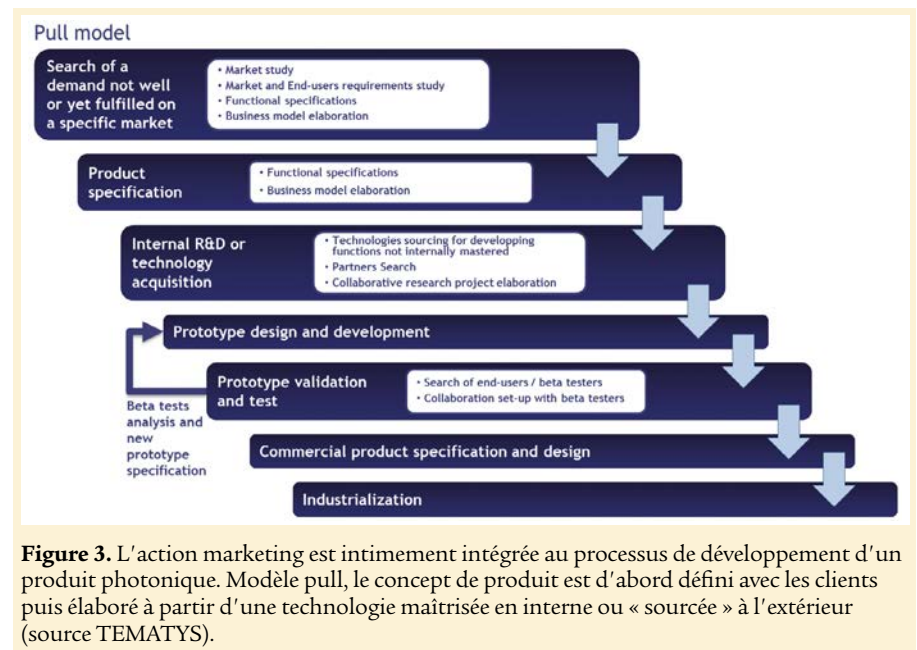 Pull model
Search of a
demand not well
or yet fulfilled on
a specific market
• Market study
• Market and End-users requirements study
• Functional specifications
• Business model elaboration
Product
specification
• Functional specifications
• Business model elaboration
Internal R&D or
technology
acquisition
• Technologies sourcing for developping
functions not internally mastered
• Partners Search
• Collaborative research project elaboration
Prototype design and development
Prototype validation
and test
• Search of end-users / beta testers
• Collaboration set-up with beta testers
Beta tests
analysis and
new
prototype
specification
Commercial product specification and design
Industrialization
Figure 3. L'action marketing est intimement intégrée au processus de développement d'un
produit photonique. Modèle pull, le concept de produit est d'abord défini avec les clients
puis élaboré à partir d'une technologie maîtrisée en interne ou « sourcée » à l'extérieur
(source TEMATYS).